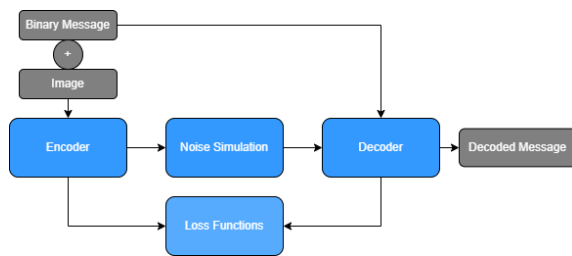 Binary Message
+
Image
Encoder
Noise Simulation
Decoder
Decoded Message
Loss Functions